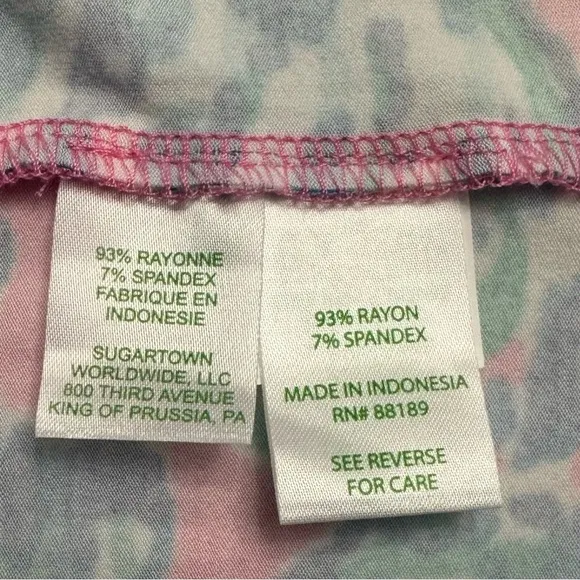 93% RAYONNE
7% SPANDEX
FABRIQUE EN
INDONESIE
SUGARTOWN
WORLDWIDE, LLC
800 THIRD AVENUE
KING OF PRUSSIA, PA
93% RAYON
7% SPANDEX
MADE IN INDONESIA
RN# 88189
SEE REVERSE
FOR CARE